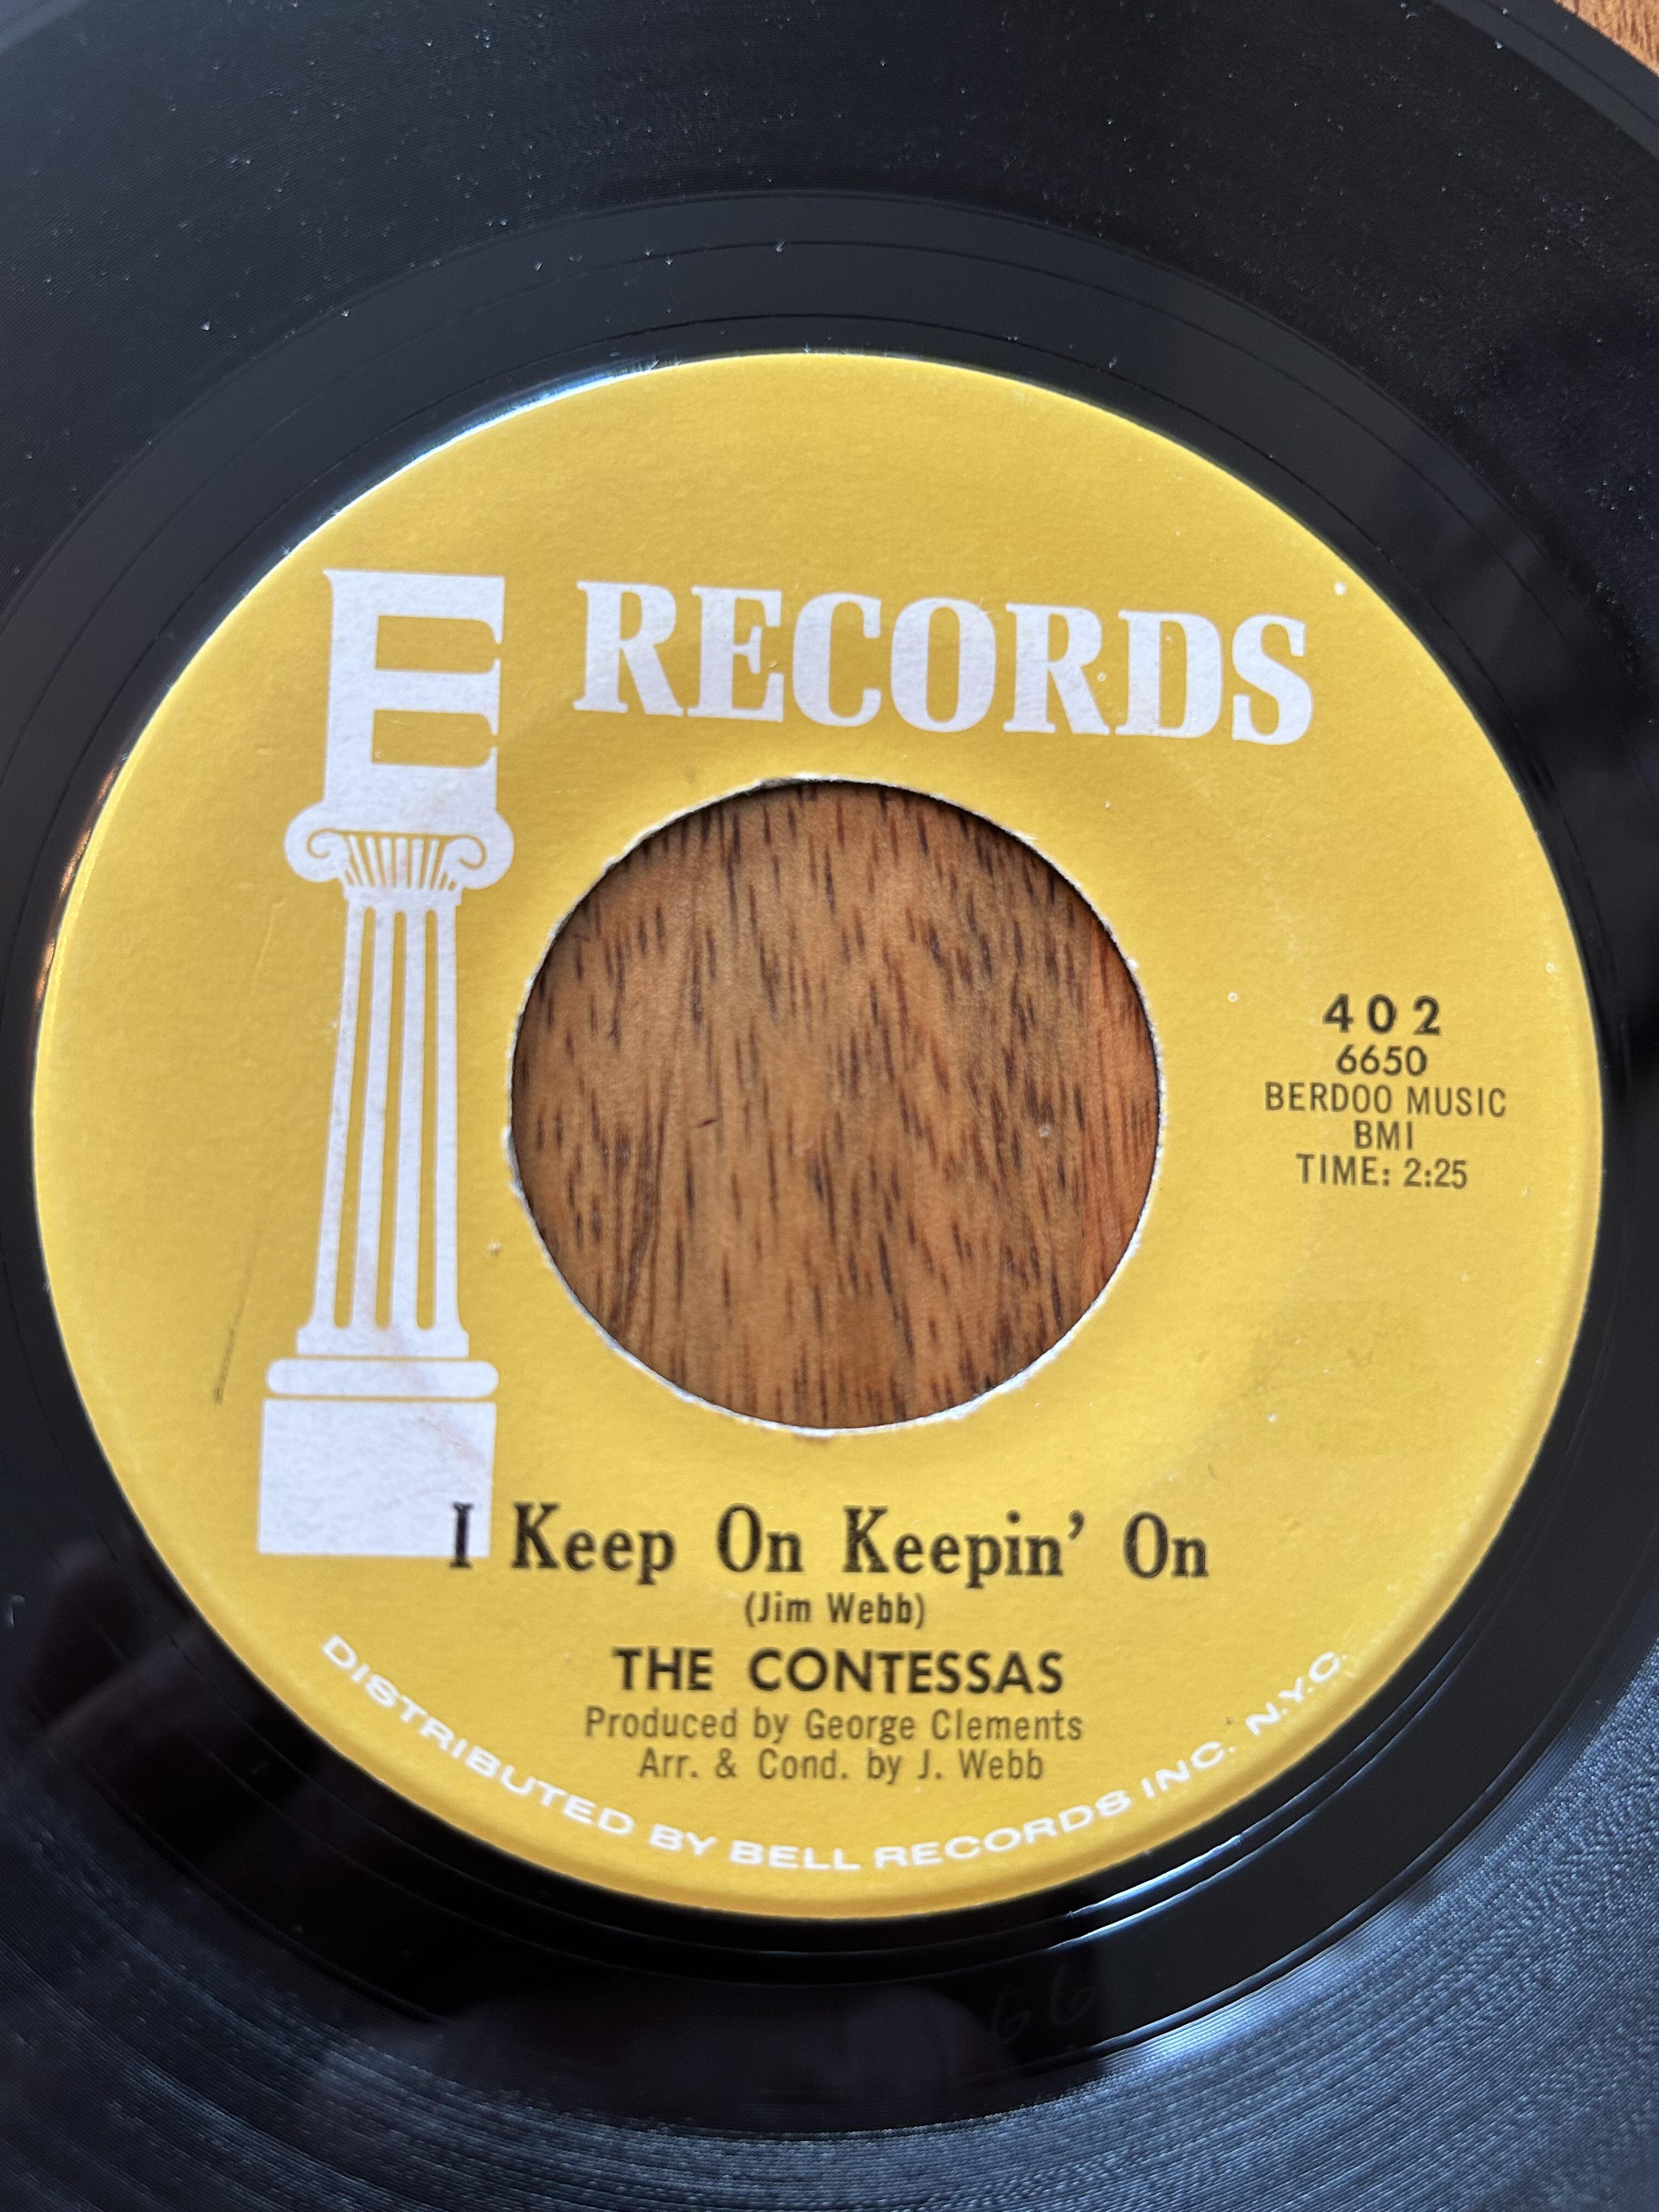 E RECORDS
402
6650
BERDOO MUSIC
BMI
TIME: 2:25
I Keep On Keepin' On
(Jim Webb)
THE CONTESSAS
Produced by George Clements
Arr. & Cond. by J. Webb
DISTRIBUTED BY BELL RECORDS INC. N.Y.C.
66